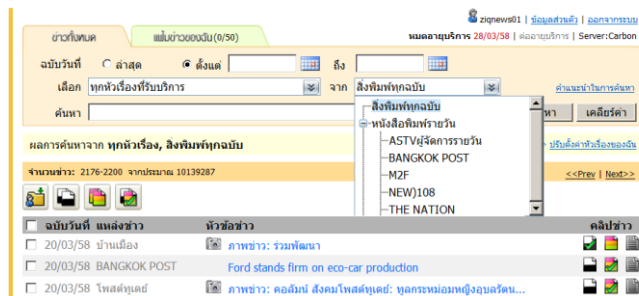 ziqnews01 | ข้อมูลส่วนตัว | ออกจากระบบ
ข่าวทั้งหมด แฟ้มข่าวของฉัน(0/50) หมดอายุบริการ 28/03/58 | ต่ออายุบริการ | Server:Carbon
ฉบับวันที่ ล่าสุด ตั้งแต่ ถึง
เลือก ทุกหัวเรื่องที่รับบริการ จาก สิ่งพิมพ์ทุกฉบับ คำแนะนำในการค้นหา
ค้นหา หา เคลียร์ค่า
สิ่งพิมพ์ทุกฉบับ
หนังสือพิมพ์รายวัน
ASTVผู้จัดการรายวัน
BANGKOK POST
M2F
NEW)108
THE NATION
ผลการค้นหาจาก ทุกหัวเรื่อง, สิ่งพิมพ์ทุกฉบับ ปรับตั้งค่าหัวเรื่องของฉัน
จำนวนข่าว: 2176-2200 จากประมาณ 10139287 <<Prev | Next>>
ฉบับวันที่ แหล่งข่าว หัวข้อข่าว คลิปข่าว
20/03/58 บ้านเมือง ภาพข่าว: ร่วมพัฒนา
20/03/58 BANGKOK POST Ford stands firm on eco-car production
20/03/58 โพสต์ทูเดย์ ภาพข่าว: คอลัมน์ สังคมโพสต์ทูเดย์: ทูลกระหม่อมหญิงอุบลรัตน...